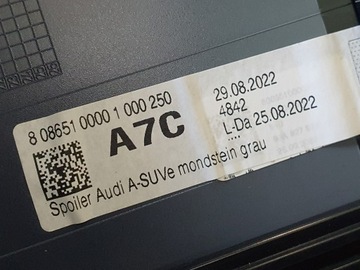 8 08651 0000 1 000 250
A7C
Spoiler Audi A-SUVe mondstein grau
29.08.2022
4842
L-Da 25.08.2022